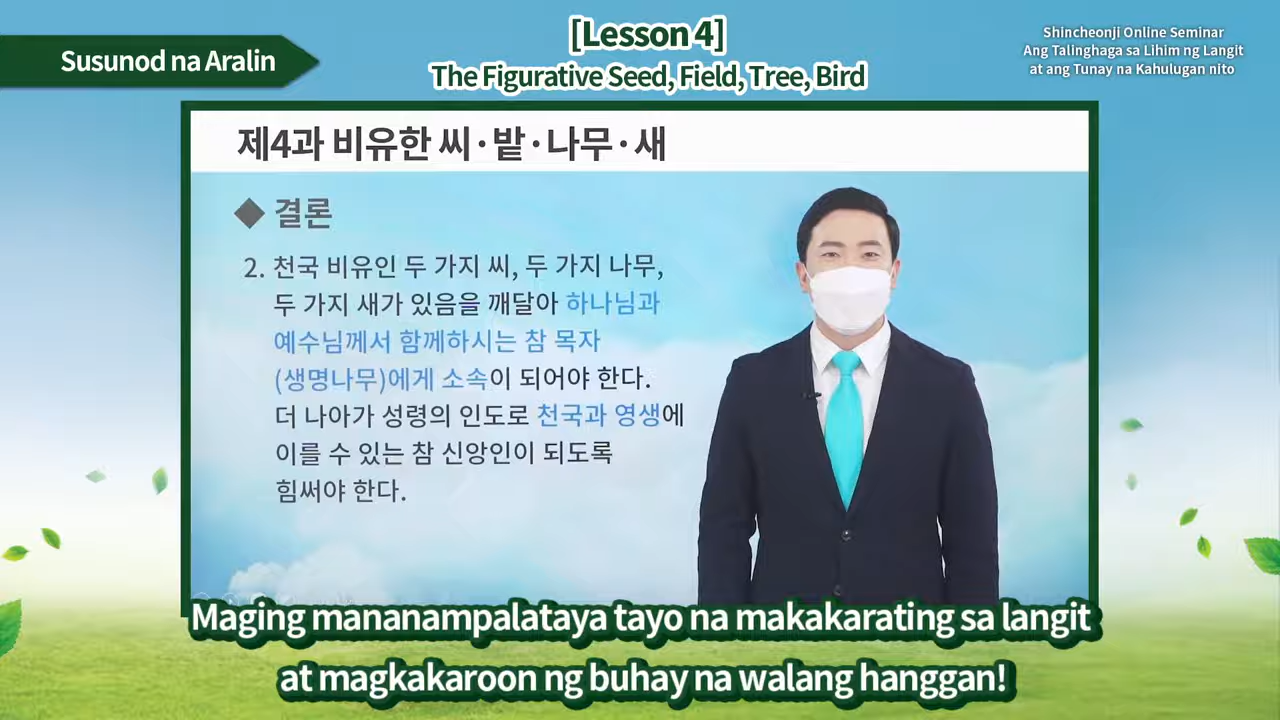 Susunod na Aralin
[Lesson 4]
The Figurative Seed, Field, Tree, Bird
Shincheonji Online Seminar
Ang Talinghaga sa Lihim ng Langit
at ang Tunay na Kahulugan nito
제4과 비유한 씨·밭·나무·새
◆ 결론
2. 천국 비유인 두 가지 씨, 두 가지 나무,
두 가지 새가 있음을 깨달아 하나님과
예수님께서 함께하시는 참 목자
(생명나무)에게 소속이 되어야 한다.
더 나아가 성령의 인도로 천국과 영생에
이를 수 있는 참 신앙인이 되도록
힘써야 한다.
Maging mananampalataya tayo na makakarating sa langit
at magkakaroon ng buhay na walang hanggan!